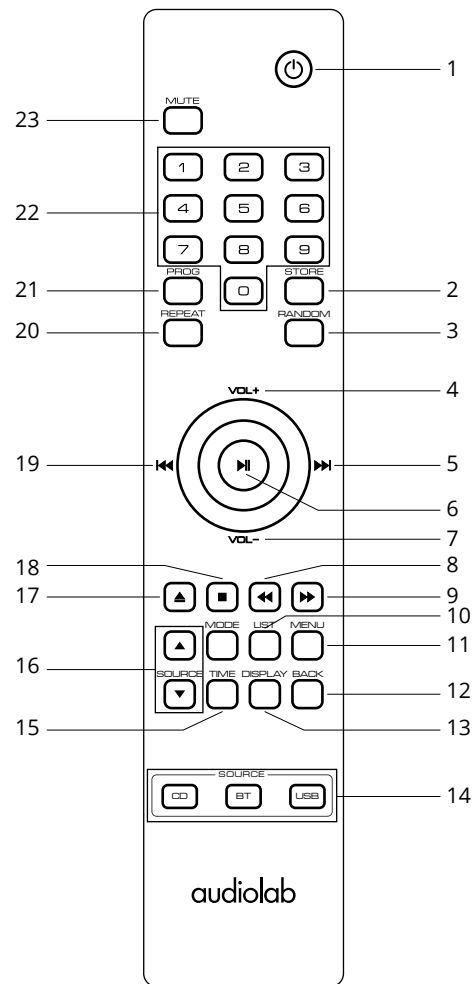 1
MUTE
23
1 2 3
4 5 6
22
7 8 9
PROG 0 STORE
21 2
REPEAT RANDOM
20 3
VOL+ 4
19 5
6
VOL− 7
18 8
17 9
10
MODE LIST MENU 11
16
SOURCE TIME DISPLAY BACK 12
15 13
SOURCE
CD BT USB 14
audiolab